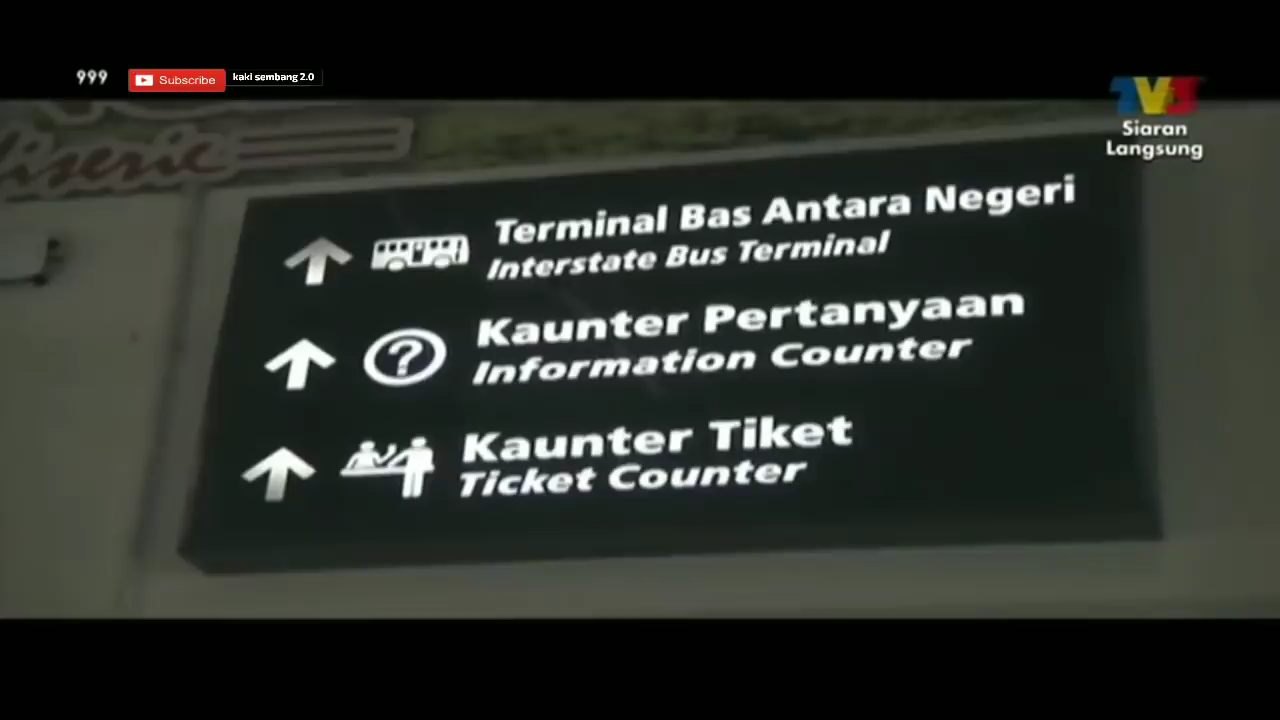 999
Subscribe
kaki sembang 2.0
TV3
Siaran
Langsung
Terminal Bas Antara Negeri
Interstate Bus Terminal
Kaunter Pertanyaan
Information Counter
Kaunter Tiket
Ticket Counter